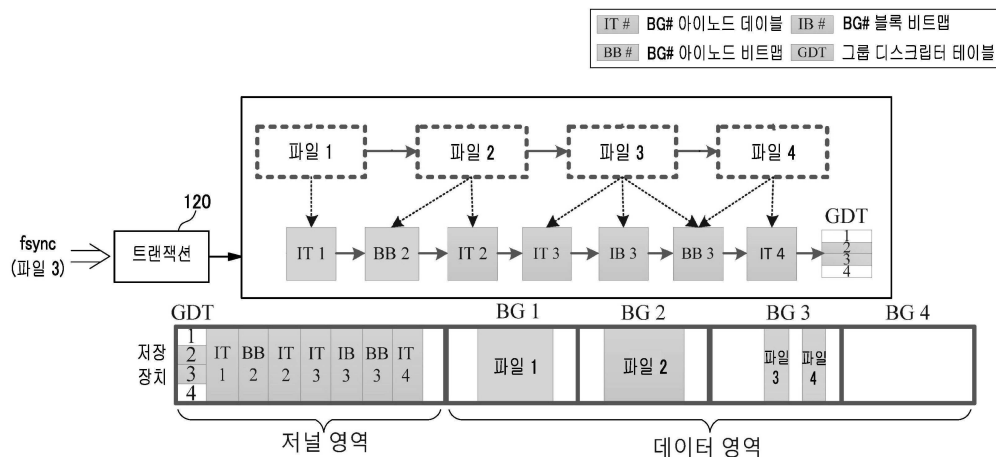 IT # BG# 아이노드 데이블 IB # BG# 블록 비트맵
BB # BG# 아이노드 비트맵 GDT 그룹 디스크립터 테이블
파일 1 파일 2 파일 3 파일 4
120
fsync
(파일 3)
트랜잭션
IT 1 BB 2 IT 2 IT 3 IB 3 BB 3 IT 4
GDT
1
2
3
4
GDT BG 1 BG 2 BG 3 BG 4
저장
장치
1
2
3
4
IT 1
BB 2
IT 2
IT 3
IB 3
BB 3
IT 4
파일 1 파일 2
파일 3
파일 4
저널 영역 데이터 영역